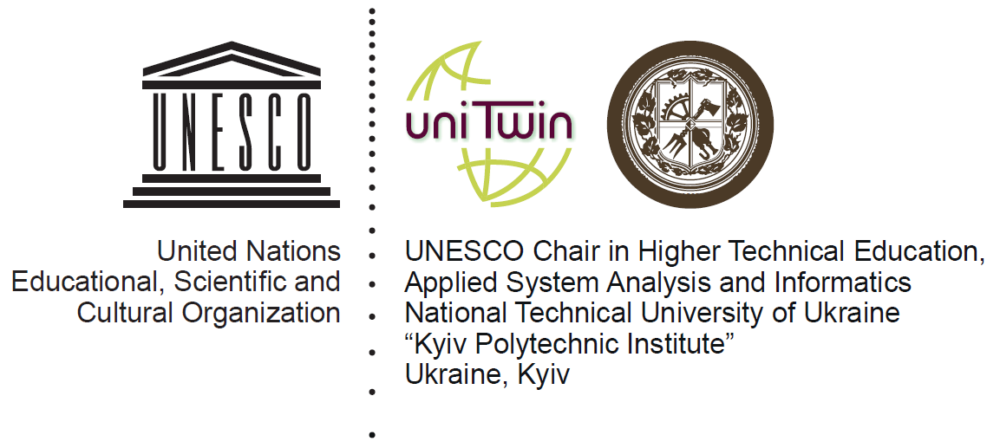 UNESCO
United Nations
Educational, Scientific and
Cultural Organization
uniTwin
UNESCO Chair in Higher Technical Education,
Applied System Analysis and Informatics
National Technical University of Ukraine
“Kyiv Polytechnic Institute”
Ukraine, Kyiv